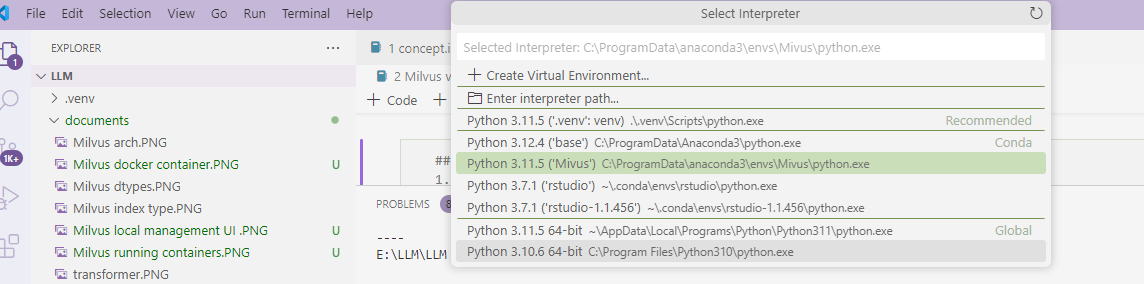 File Edit Selection View Go Run Terminal Help
Select Interpreter
EXPLORER ...
LLM
.venv
documents
Milvus arch.PNG
Milvus docker container.PNG U
Milvus dtypes.PNG
Milvus index type.PNG
Milvus local management UI .PNG U
Milvus running containers.PNG U
transformer.PNG
1K+
1
1 concept.i
2 Milvus v
+ Code +
##
1.
PROBLEMS 8
----
E:\LLM\LLM
Selected Interpreter: C:\ProgramData\anaconda3\envs\Mivus\python.exe
+ Create Virtual Environment...
Enter interpreter path...
Python 3.11.5 ('.venv': venv) .\.venv\Scripts\python.exe Recommended
Python 3.12.4 ('base') C:\ProgramData\Anaconda3\python.exe Conda
Python 3.11.5 ('Mivus') C:\ProgramData\anaconda3\envs\Mivus\python.exe
Python 3.7.1 ('rstudio') ~\.conda\envs\rstudio\python.exe
Python 3.7.1 ('rstudio-1.1.456') ~\.conda\envs\rstudio-1.1.456\python.exe
Python 3.11.5 64-bit ~\AppData\Local\Programs\Python\Python311\python.exe Global
Python 3.10.6 64-bit C:\Program Files\Python310\python.exe